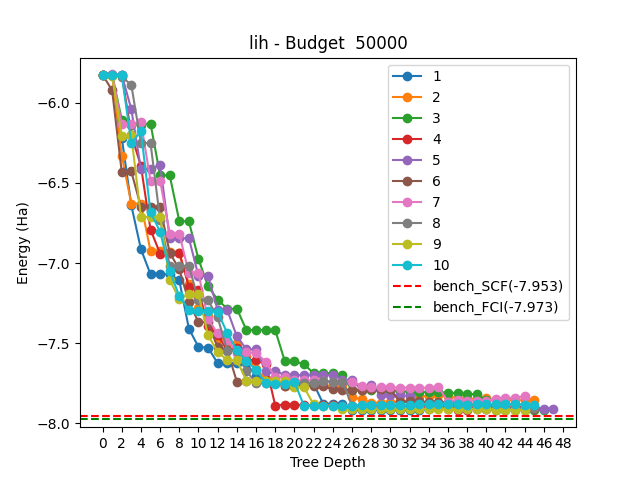 lih - Budget  50000
Energy (Ha)
−6.0
−6.5
−7.0
−7.5
−8.0
1
2
3
4
5
6
7
8
9
10
bench_SCF(-7.953)
bench_FCI(-7.973)
0 2 4 6 8 10 12 14 16 18 20 22 24 26 28 30 32 34 36 38 40 42 44 46 48
Tree Depth